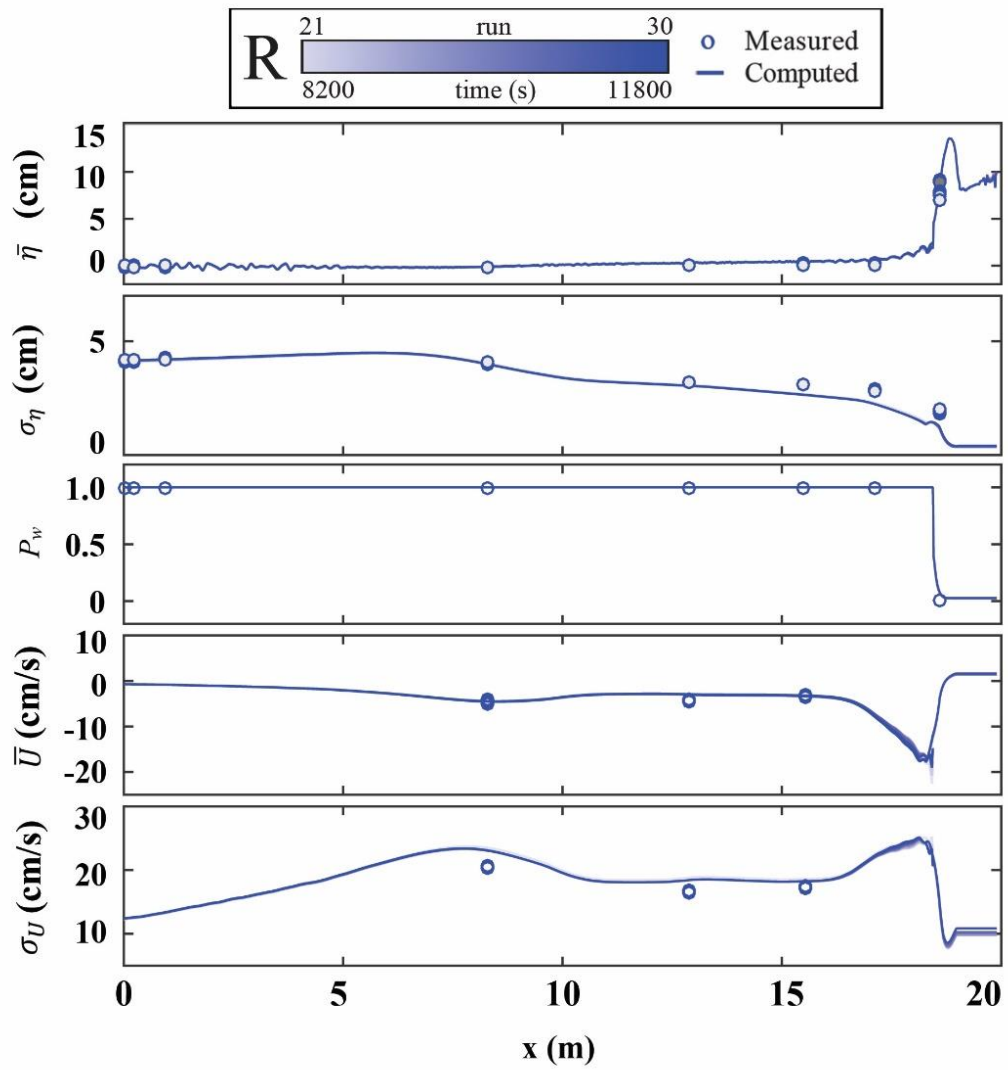 21 run 30
R
8200 time (s) 11800
Measured
Computed
η̄ (cm)
15
10
5
0
σ_η (cm)
5
0
P_w
1.0
0.5
0
U̅ (cm/s)
10
0
-10
-20
σ_U (cm/s)
30
20
10
0 5 10 15 20
x (m)